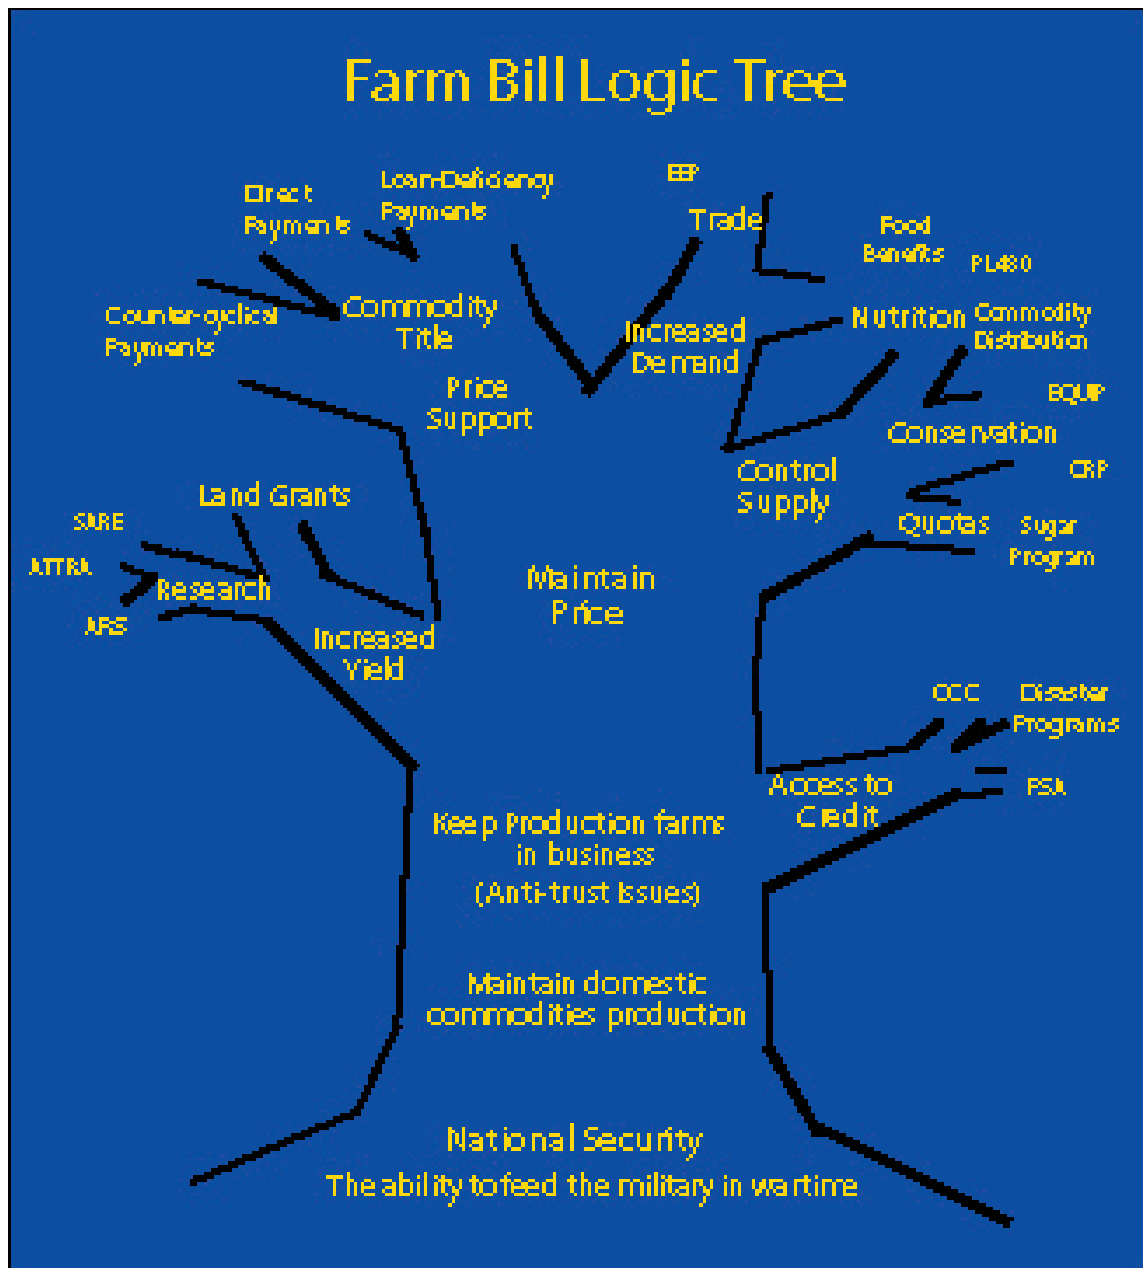 Farm Bill Logic Tree
EEP
Loan-Deficiency
Payments
Direct
Payments
Trade
Food
Benefits
PL480
Counter-cyclical
Payments
Commodity
Title
Increased
Demand
Nutrition
Commodity
Distribution
Price
Support
EQUIP
Conservation
Control
Supply
CRP
Land Grants
Quotas
Sugar
Program
SARE
ATTRA
Research
ARS
Maintain
Price
Increased
Yield
CCC
Disaster
Programs
Access to
Credit
FSA
Keep Production farms
in business
(Anti-trust Issues)
Maintain domestic
commodities production
National Security
The ability to feed the military in wartime